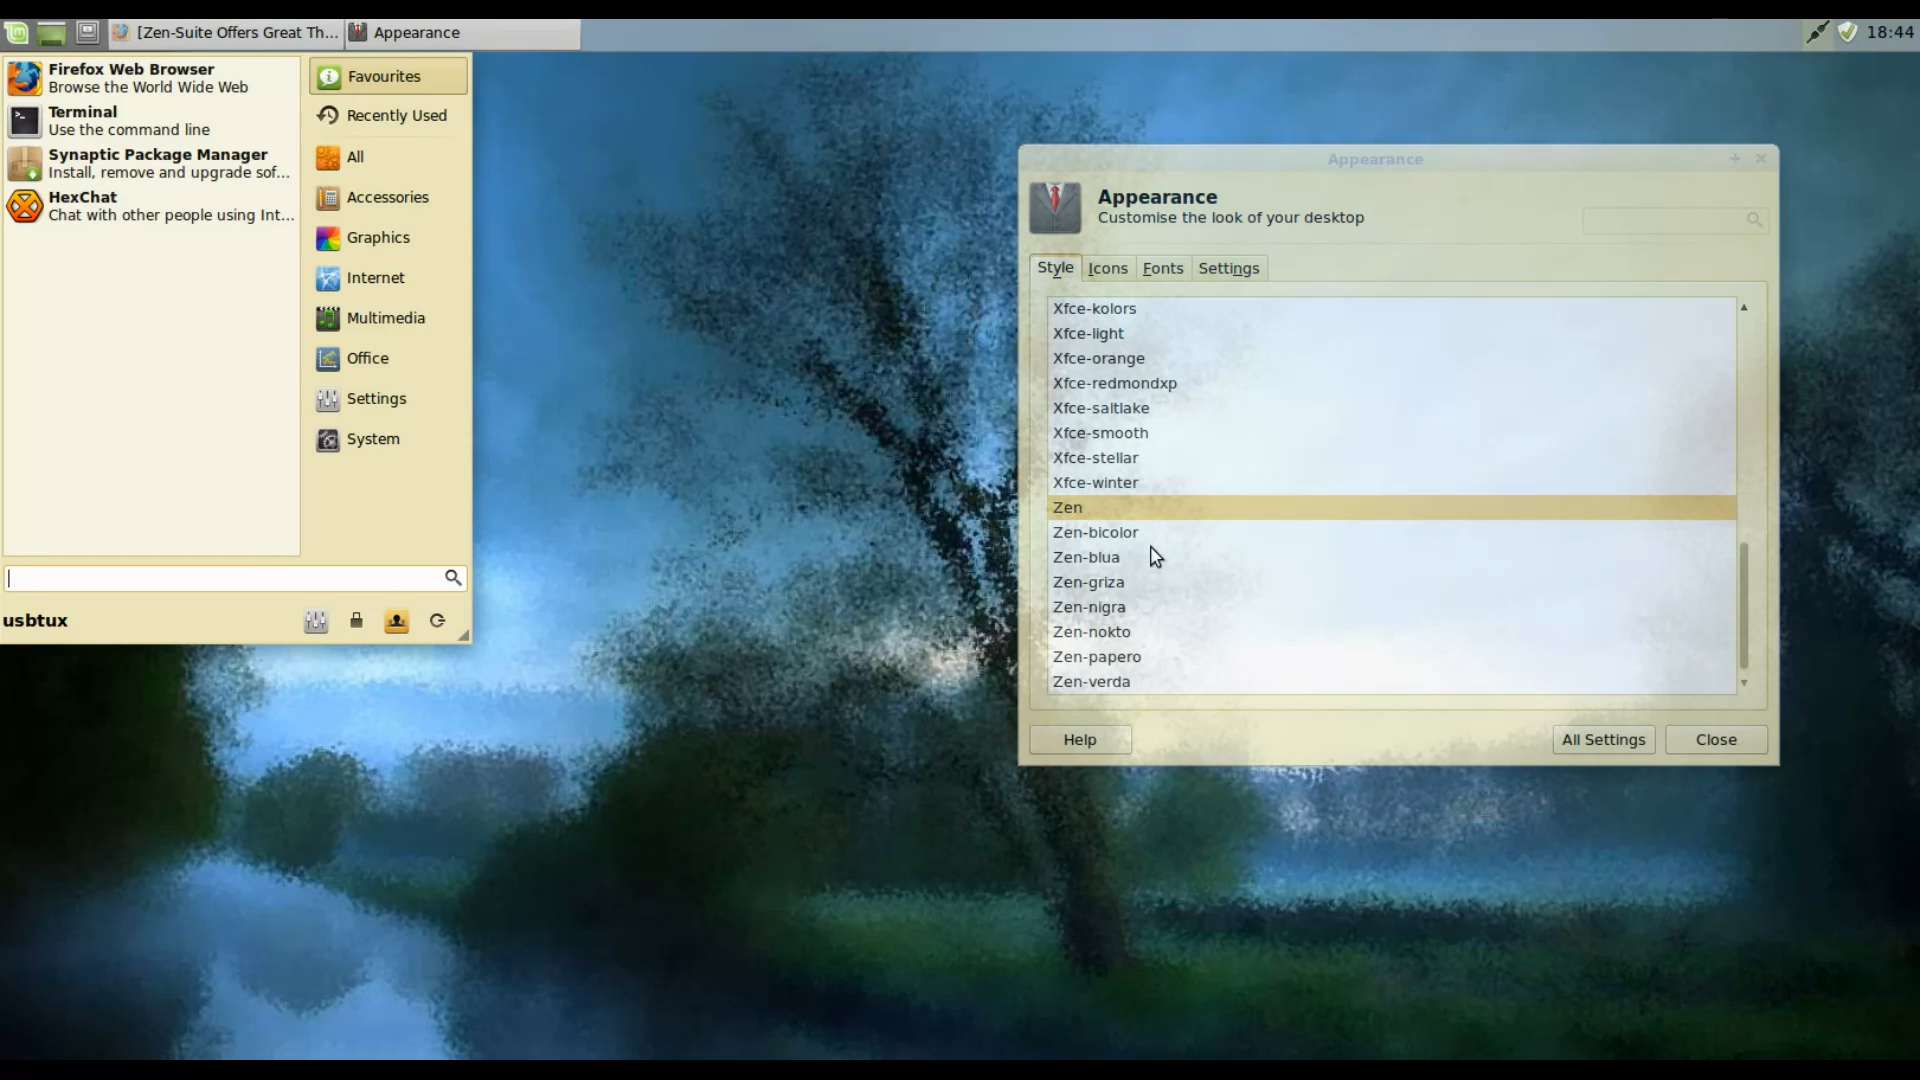 [Zen-Suite Offers Great Th...
Appearance
18:44
Firefox Web Browser
Browse the World Wide Web
Terminal
Use the command line
Synaptic Package Manager
Install, remove and upgrade sof...
HexChat
Chat with other people using Int...
Favourites
Recently Used
All
Accessories
Graphics
Internet
Multimedia
Office
Settings
System
usbtux
Appearance
Appearance
Customise the look of your desktop
Style Icons Fonts Settings
Xfce-kolors
Xfce-light
Xfce-orange
Xfce-redmondxp
Xfce-saltlake
Xfce-smooth
Xfce-stellar
Xfce-winter
Zen
Zen-bicolor
Zen-blua
Zen-griza
Zen-nigra
Zen-nokto
Zen-papero
Zen-verda
Help
All Settings
Close